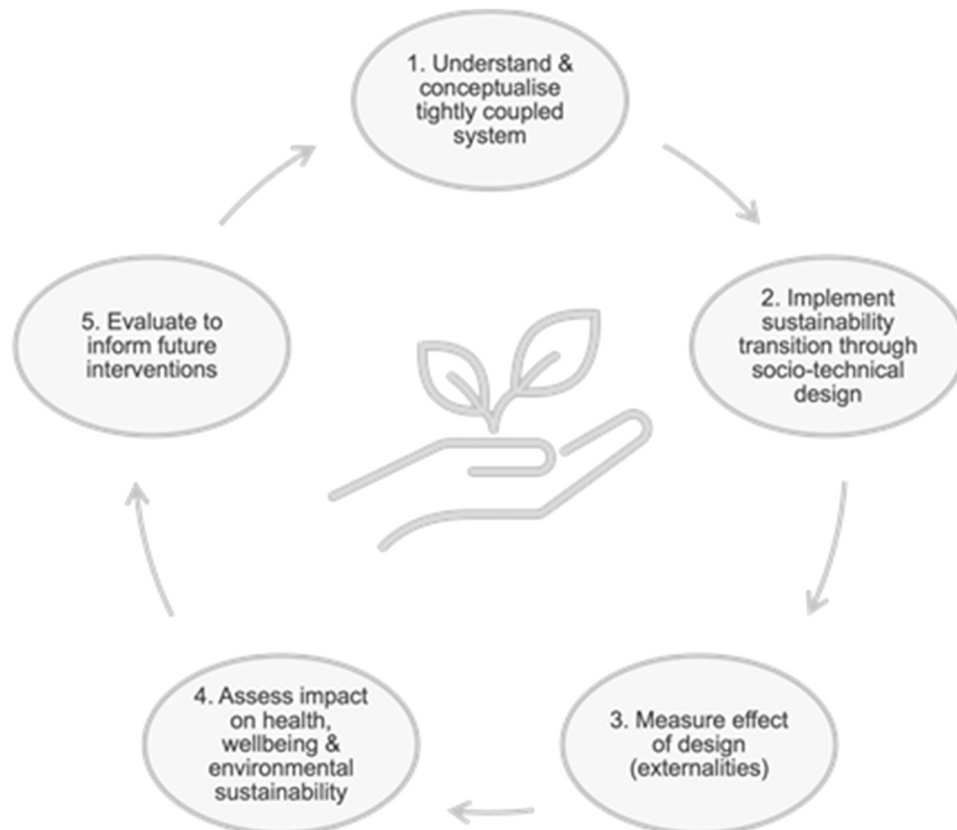 1. Understand &
conceptualise
tightly coupled
system
2. Implement
sustainability
transition through
socio-technical
design
3. Measure effect
of design
(externalities)
4. Assess impact
on health,
wellbeing &
environmental
sustainability
5. Evaluate to
inform future
interventions